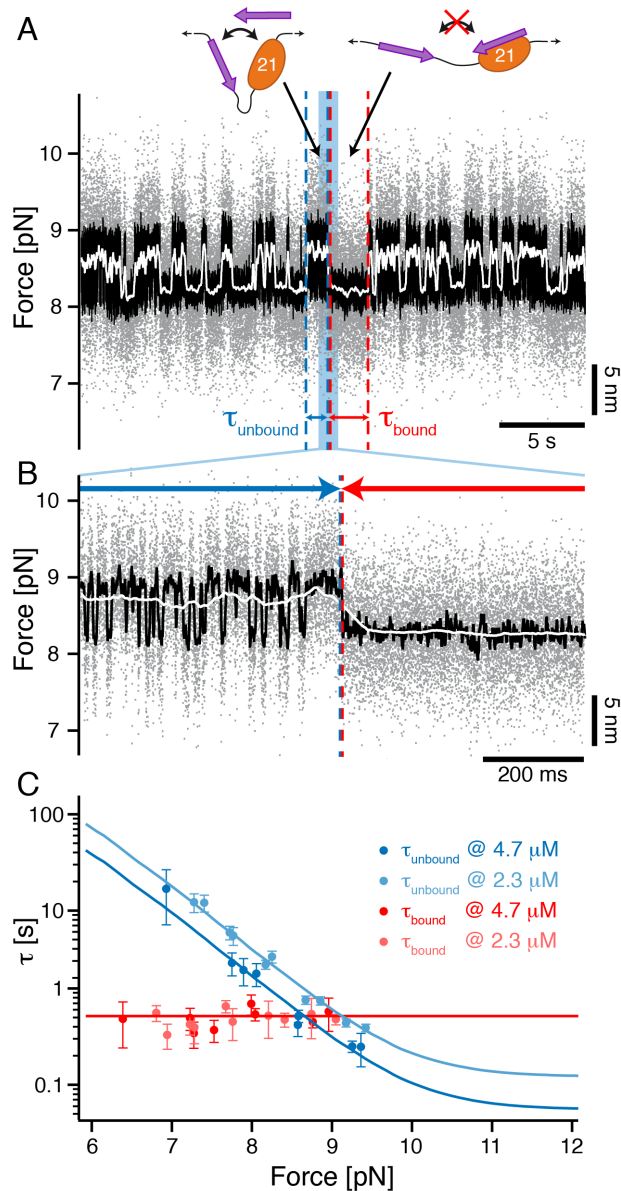 A
21
21
10
9
8
7
Force [pN]
τunbound
τbound
5 nm
5 s
B
10
9
8
7
Force [pN]
5 nm
200 ms
C
100
10
1
0.1
τ [s]
τunbound @ 4.7 μM
τunbound @ 2.3 μM
τbound @ 4.7 μM
τbound @ 2.3 μM
6 7 8 9 10 11 12
Force [pN]